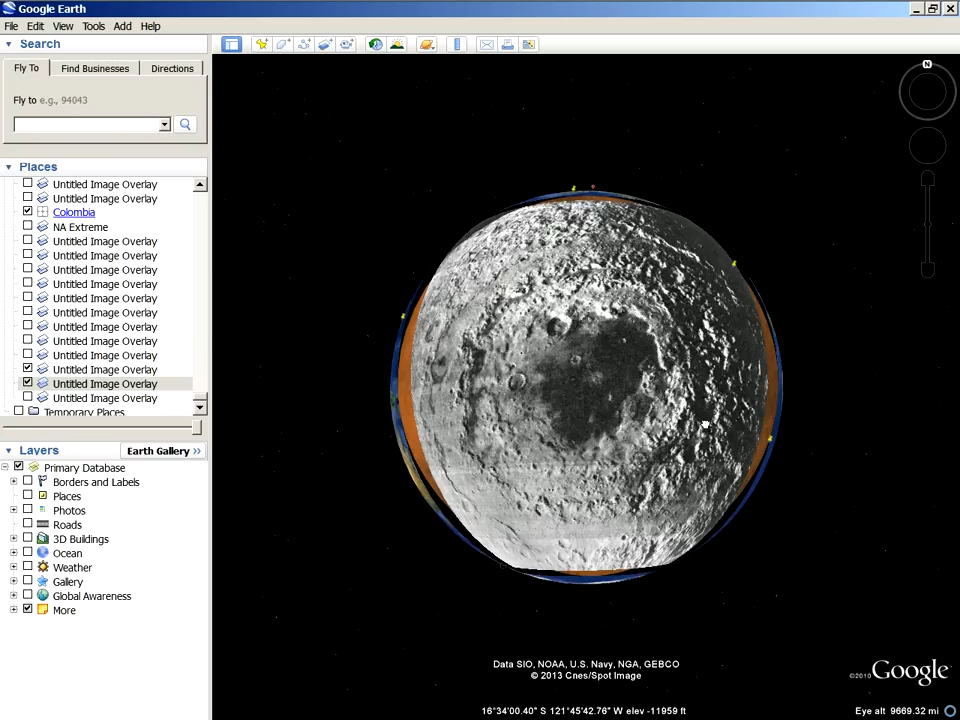 Google Earth
File Edit View Tools Add Help
Search
Fly To Find Businesses Directions
Fly to e.g., 94043
Places
Untitled Image Overlay
Untitled Image Overlay
Colombia
NA Extreme
Untitled Image Overlay
Untitled Image Overlay
Untitled Image Overlay
Untitled Image Overlay
Untitled Image Overlay
Untitled Image Overlay
Untitled Image Overlay
Untitled Image Overlay
Untitled Image Overlay
Untitled Image Overlay
Untitled Image Overlay
Untitled Image Overlay
Temporary Places
Layers Earth Gallery >>
Primary Database
Borders and Labels
Places
Photos
Roads
3D Buildings
Ocean
Weather
Gallery
Global Awareness
More
N
Data SIO, NOAA, U.S. Navy, NGA, GEBCO
© 2013 Cnes/Spot Image
©2010 Google
16°34'00.40" S 121°45'42.76" W elev -11959 ft
Eye alt 9669.32 mi